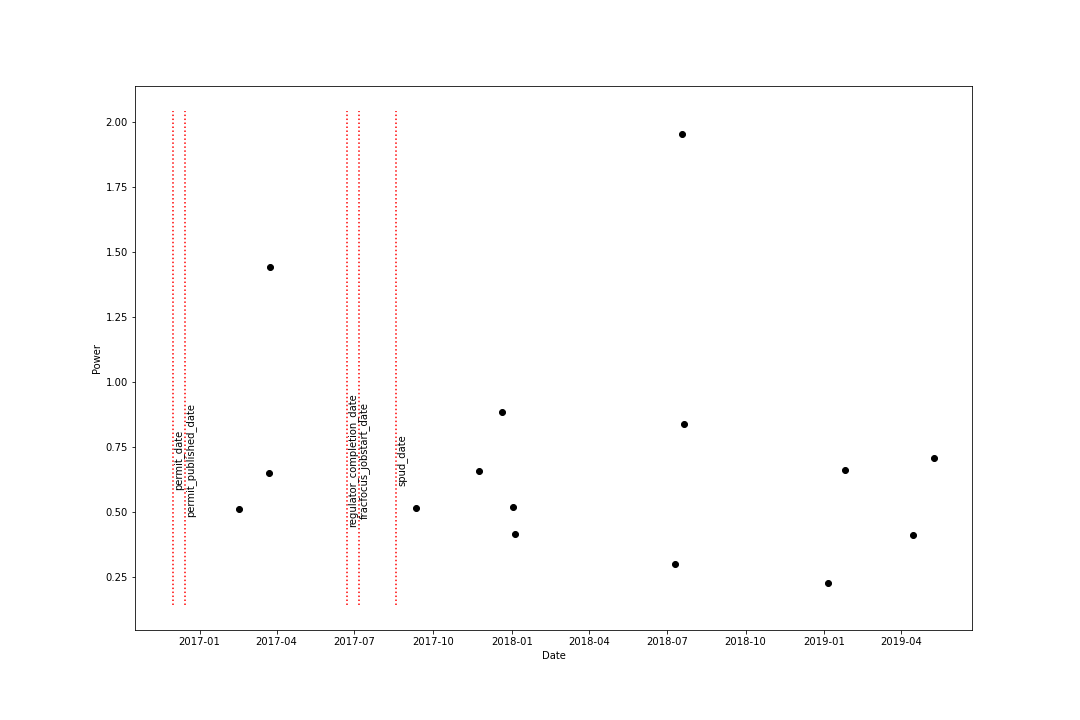 2.00
1.75
1.50
1.25
1.00
0.75
0.50
0.25
Power
permit_date
permit_published_date
regulator_completion_date
fracfocus_jobstart_date
spud_date
2017-01
2017-04
2017-07
2017-10
2018-01
2018-04
2018-07
2018-10
2019-01
2019-04
Date